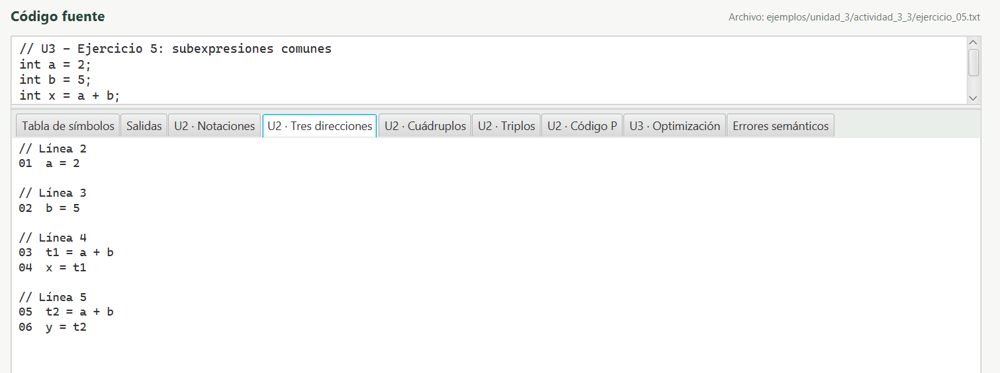 Código fuente
Archivo: ejemplos/unidad_3/actividad_3_3/ejercicio_05.txt
// U3 – Ejercicio 5: subexpresiones comunes
int a = 2;
int b = 5;
int x = a + b;
Tabla de símbolos
Salidas
U2 · Notaciones
U2 · Tres direcciones
U2 · Cuádruplos
U2 · Triplos
U2 · Código P
U3 · Optimización
Errores semánticos
// Línea 2
01  a = 2
// Línea 3
02  b = 5
// Línea 4
03  t1 = a + b
04  x = t1
// Línea 5
05  t2 = a + b
06  y = t2